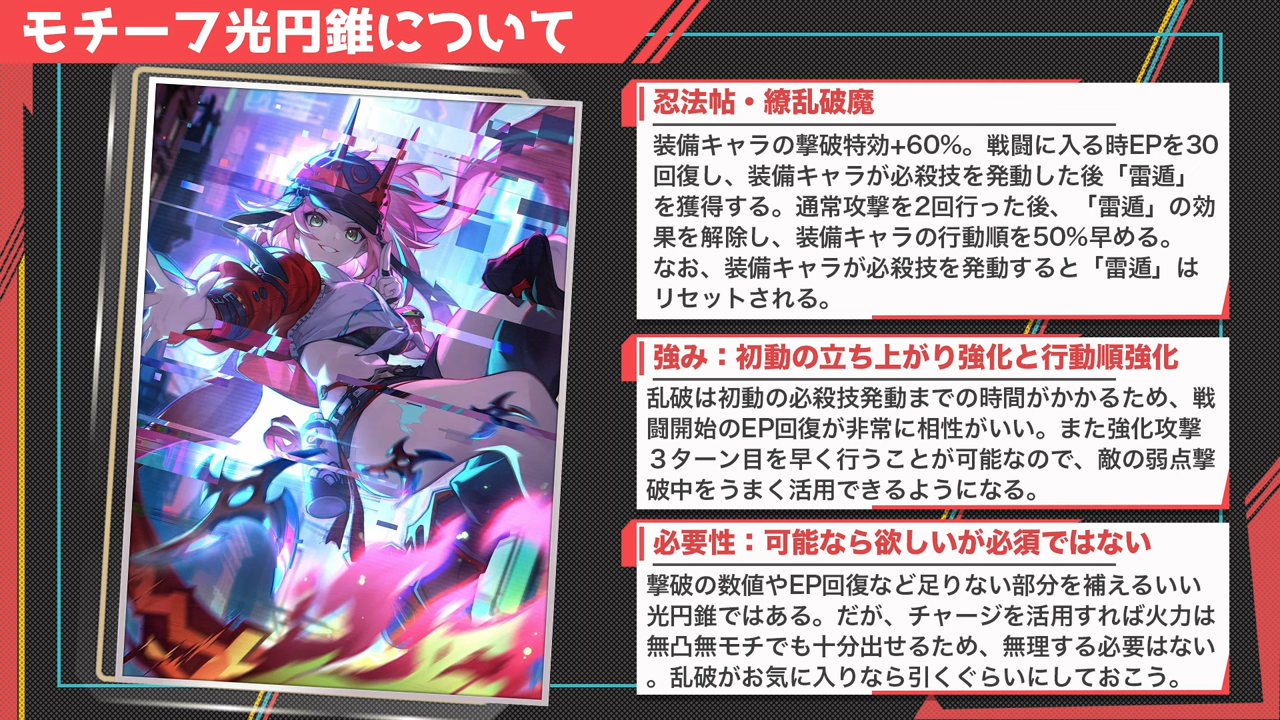 モチーフ光円錐について
忍法帖・繚乱破魔
装備キャラの撃破特効+60%。戦闘に入る時EPを30
回復し、装備キャラが必殺技を発動した後「雷遁」
を獲得する。通常攻撃を2回行った後、「雷遁」の効
果を解除し、装備キャラの行動順を50%早める。
なお、装備キャラが必殺技を発動すると「雷遁」は
リセットされる。
強み：初動の立ち上がり強化と行動順強化
乱破は初動の必殺技発動までの時間がかかるため、戦
闘開始のEP回復が非常に相性がいい。また強化攻撃
３ターン目を早く行うことが可能なので、敵の弱点撃
破中をうまく活用できるようになる。
必要性：可能なら欲しいが必須ではない
撃破の数値やEP回復など足りない部分を補えるいい
光円錐ではある。だが、チャージを活用すれば火力は
無凸無モチでも十分出せるため、無理する必要はない
。乱破がお気に入りなら引くぐらいにしておこう。